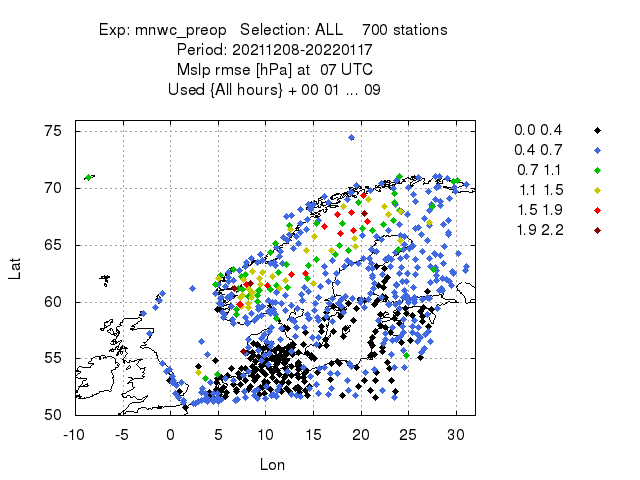 Exp: mnwc_preop   Selection: ALL    700 stations
Period: 20211208-20220117
Mslp rmse [hPa] at  07 UTC
Used {All hours} + 00 01 ... 09
0.0 0.4
0.4 0.7
0.7 1.1
1.1 1.5
1.5 1.9
1.9 2.2
Lat
75
70
65
60
55
50
-10 -5 0 5 10 15 20 25 30
Lon